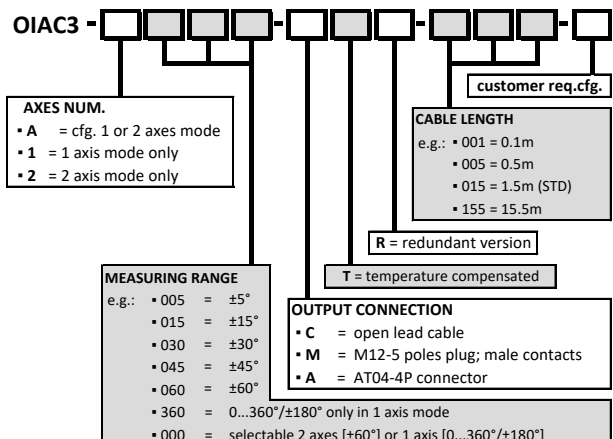 OIAC3 - - - -
customer req.cfg.
AXES NUM.
▪ A = cfg. 1 or 2 axes mode
▪ 1 = 1 axis mode only
▪ 2 = 2 axis mode only
CABLE LENGTH
e.g.: ▪ 001 = 0.1m
▪ 005 = 0.5m
▪ 015 = 1.5m (STD)
▪ 155 = 15.5m
R = redundant version
T = temperature compensated
MEASURING RANGE
e.g.: ▪ 005 = ±5°
▪ 015 = ±15°
▪ 030 = ±30°
▪ 045 = ±45°
▪ 060 = ±60°
▪ 360 = 0...360°/±180° only in 1 axis mode
▪ 000 = selectable 2 axes [±60°] or 1 axis [0...360°/±180°]
OUTPUT CONNECTION
▪ C = open lead cable
▪ M = M12-5 poles plug; male contacts
▪ A = AT04-4P connector